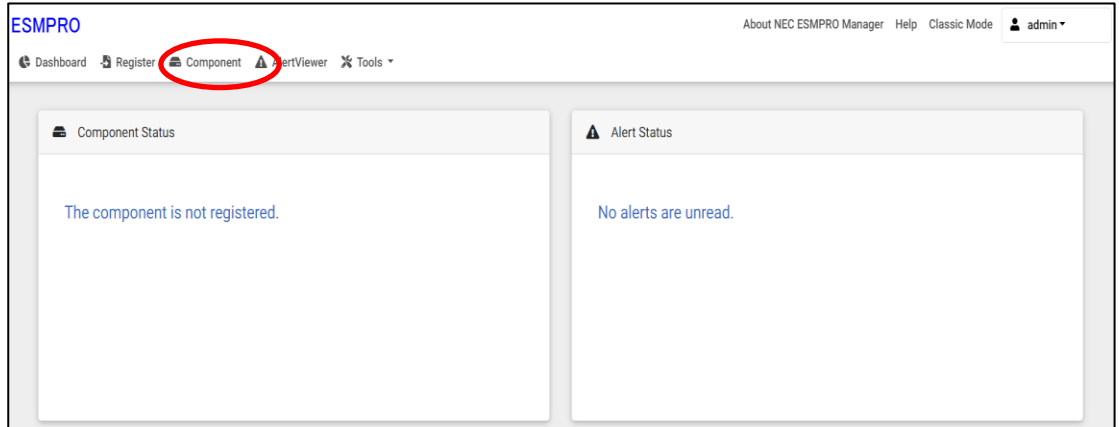 ESMPRO
About NEC ESMPRO Manager Help Classic Mode admin
Dashboard Register Component AlertViewer Tools
Component Status
Alert Status
The component is not registered.
No alerts are unread.